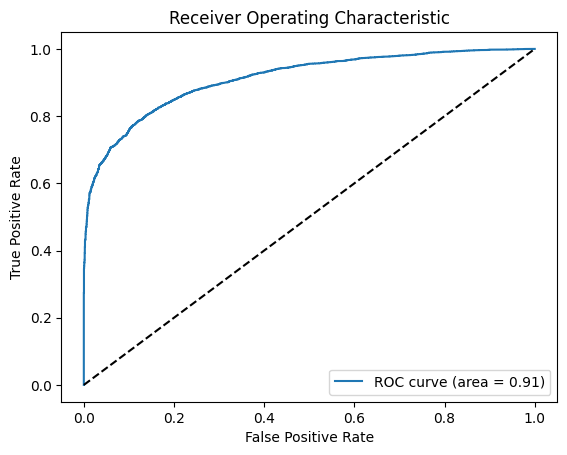 Receiver Operating Characteristic
True Positive Rate
1.0
0.8
0.6
0.4
0.2
0.0
ROC curve (area = 0.91)
0.0 0.2 0.4 0.6 0.8 1.0
False Positive Rate